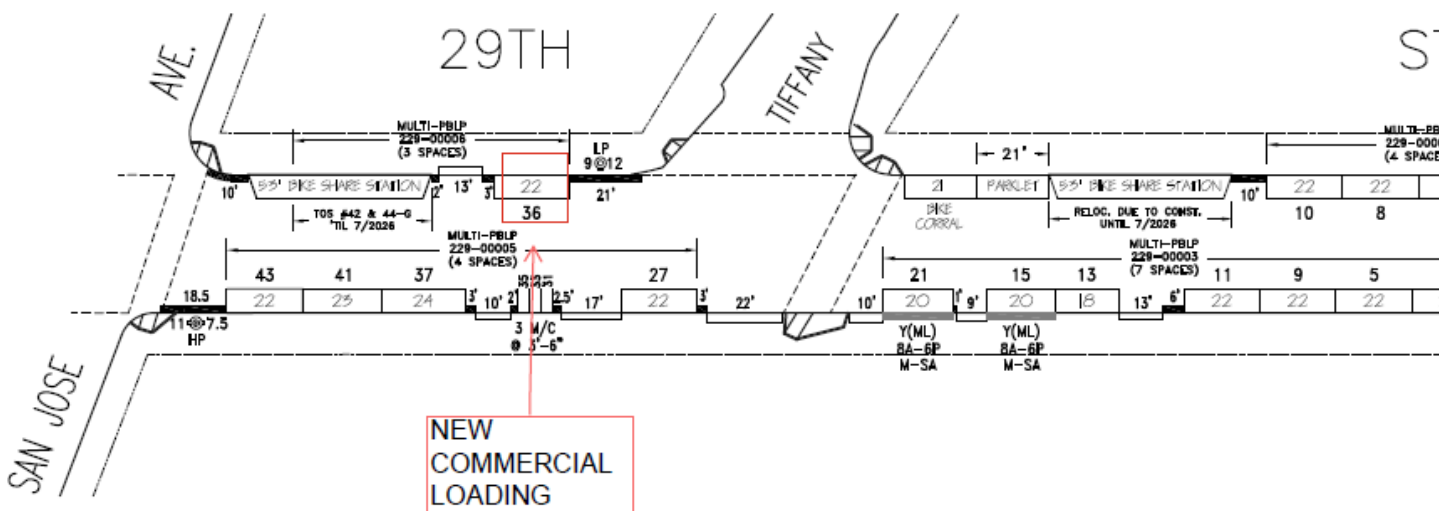 AVE.
29TH
TIFFANY
MULTI-PBLP
229-00006
(3 SPACES)
LP
9@12
10'
53' BIKE SHARE STATION
2'
13'
3'
22
21'
36
TOS #42 & 44-G
'TIL 7/2026
21'
21
PARKLET
53' BIKE SHARE STATION
10'
22
22
BIKE
CORRAL
RELOC. DUE TO CONST.
UNTIL 7/2026
10
8
(4 SPACE
MULTI-PBLP
229-00005
(4 SPACES)
43
41
37
27
18.5
22
23
24
3'
10'
2'
2.5'
17'
22
3'
22'
11@7.5
HP
3 M/C
@ 3'-6"
MULTI-PBLP
229-00003
(7 SPACES)
21
15
13
11
9
5
10'
20
1'
9'
20
18
13'
6'
22
22
22
Y(ML)
8A-6P
M-SA
Y(ML)
8A-6P
M-SA
SAN JOSE
NEW
COMMERCIAL
LOADING